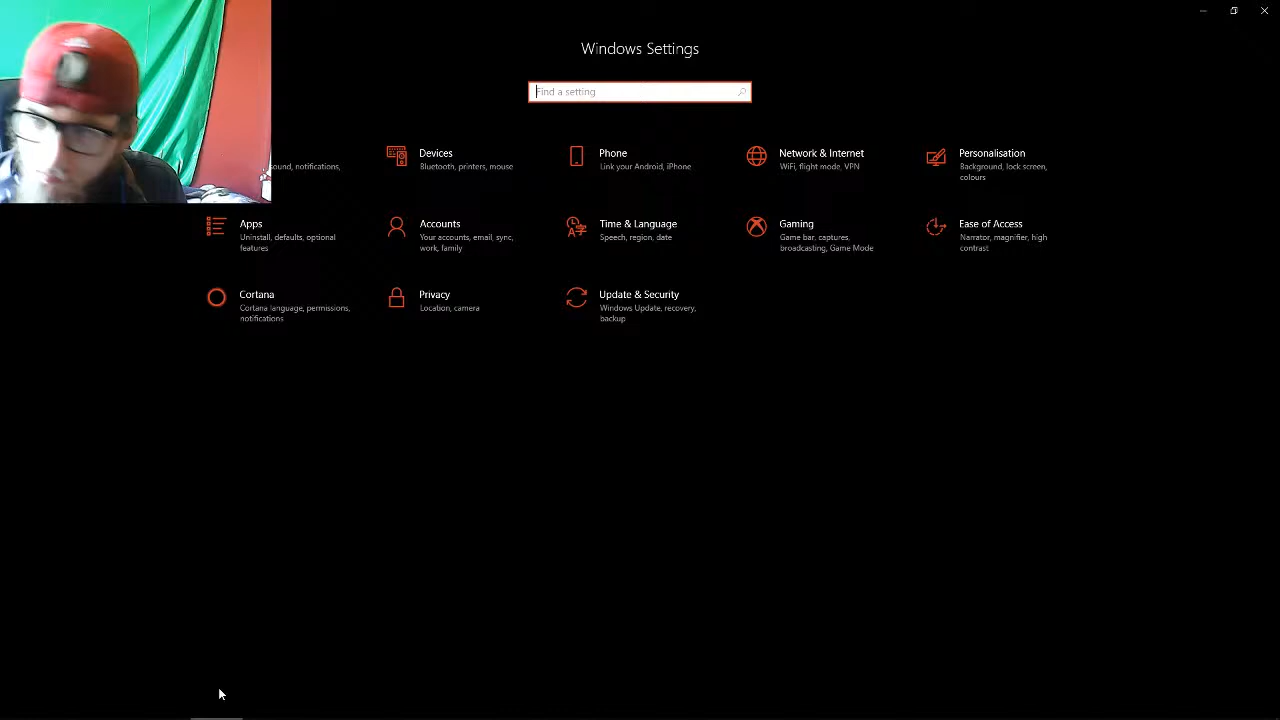 Windows Settings
Find a setting
sound, notifications,
Devices
Bluetooth, printers, mouse
Phone
Link your Android, iPhone
Network & Internet
WiFi, flight mode, VPN
Personalisation
Background, lock screen,
colours
Apps
Uninstall, defaults, optional
features
Accounts
Your accounts, email, sync,
work, family
Time & Language
Speech, region, date
Gaming
Game bar, captures,
broadcasting, Game Mode
Ease of Access
Narrator, magnifier, high
contrast
Cortana
Cortana language, permissions,
notifications
Privacy
Location, camera
Update & Security
Windows Update, recovery,
backup